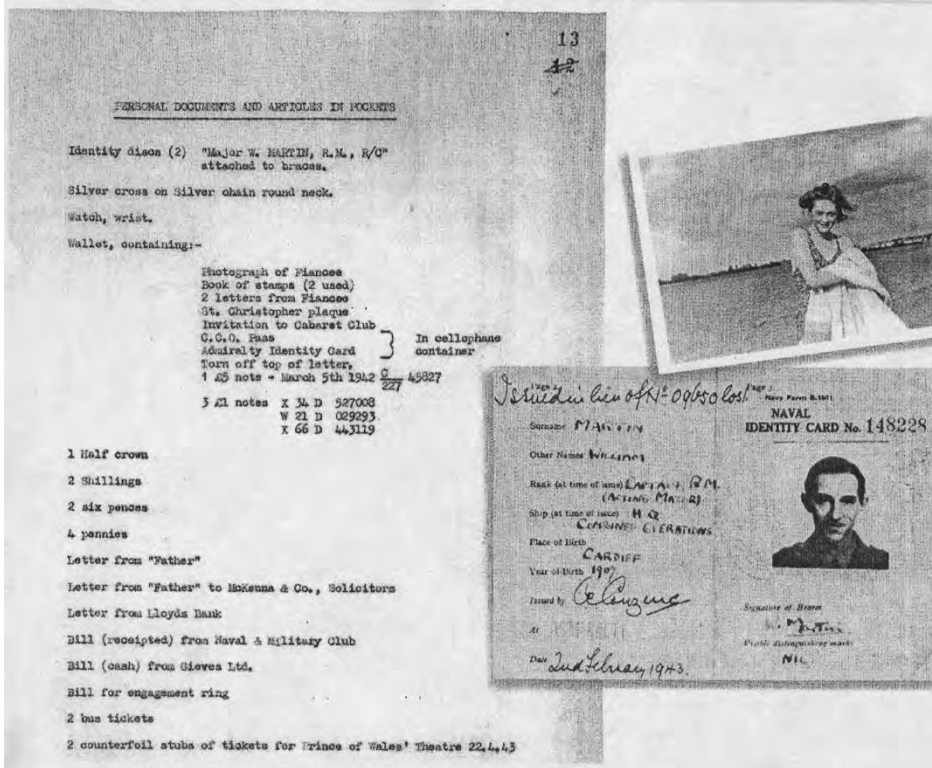 13
12
PERSONAL DOCUMENTS AND ARTICLES IN POCKETS
Identity discs (2) "Major W. MARTIN, R.M., R/C"
attached to braces.
Silver cross on Silver chain round neck.
Watch, wrist.
Wallet, containing:-
Photograph of Fiancee
Book of stamps (2 used)
2 letters from Fiancee
St. Christopher plaque
Invitation to Cabaret Club
C.C.O. Pass
Admiralty Identity Card
In cellophane
container
Torn off top of letter,
1 £5 note - March 5th 1942 C/227 45827
3 £1 notes X 34 D 527008
W 21 D 029293
X 66 D 443119
1 Half crown
2 Shillings
2 six pences
4 pennies
Letter from "Father"
Letter from "Father" to McKenna & Co., Solicitors
Letter from Lloyds Bank
Bill (receipted) from Naval & Military Club
Bill (cash) from Gieves Ltd.
Bill for engagement ring
2 bus tickets
2 counterfoil stubs of tickets for Prince of Wales' Theatre 22.4.43
Issued in lieu of No 09650 lost.
Surname MARTIN
Other Names WILLIAM
Rank (at time of issue) CAPTAIN, R.M.
(ACTING MAJOR)
Ship (at time of issue) H.Q.
COMBINED OPERATIONS
Place of Birth
CARDIFF
Year of Birth 1907
Issued by
At
Date 2nd February 1943.
Navy Form S.1511
NAVAL
IDENTITY CARD No. 148228
Signature of Bearer
W. Martin
Visible distinguishing marks
NIL.